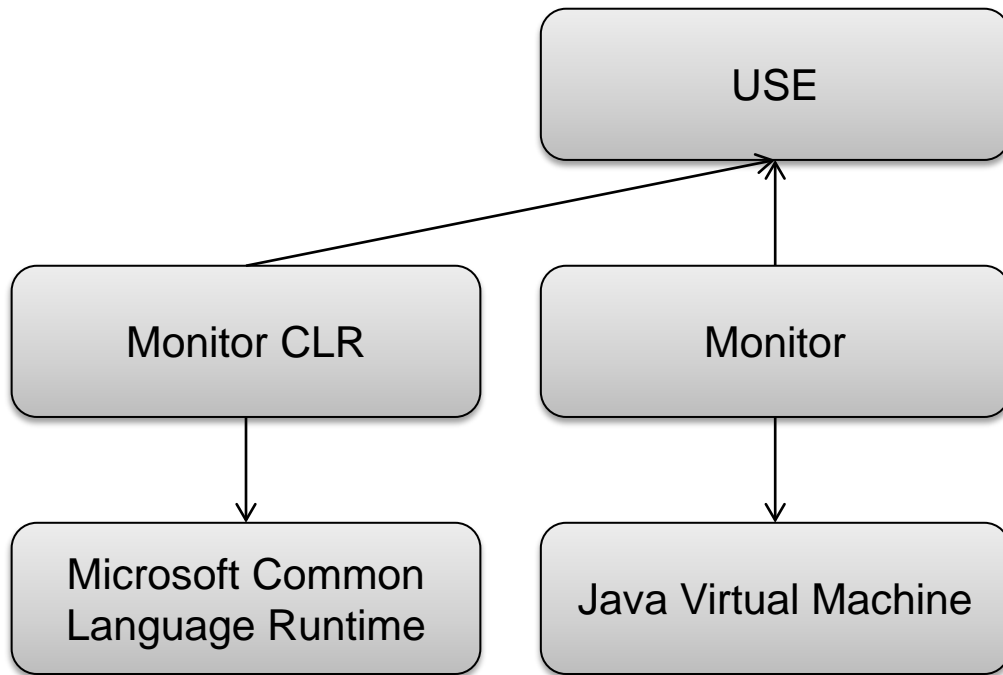 USE
Monitor CLR
Monitor
Microsoft Common
Language Runtime
Java Virtual Machine